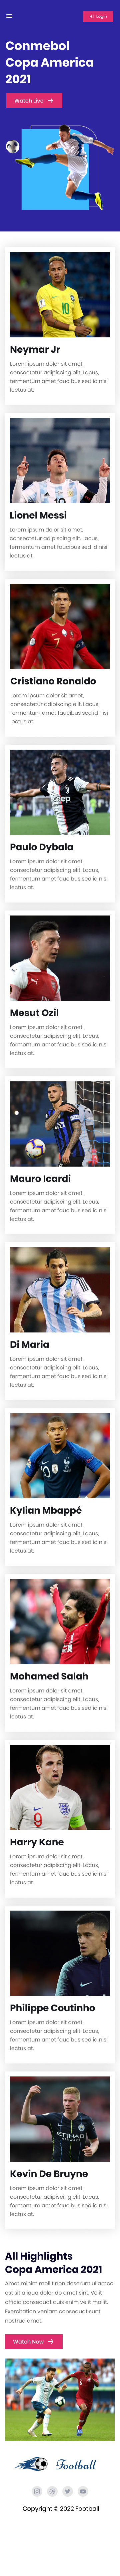 Login
Conmebol
Copa America
2021
Watch Live
Neymar Jr
Lorem ipsum dolor sit amet,
consectetur adipiscing elit. Lacus,
fermentum amet faucibus sed id nisi
lectus at.
Lionel Messi
Lorem ipsum dolor sit amet,
consectetur adipiscing elit. Lacus,
fermentum amet faucibus sed id nisi
lectus at.
Cristiano Ronaldo
Lorem ipsum dolor sit amet,
consectetur adipiscing elit. Lacus,
fermentum amet faucibus sed id nisi
lectus at.
Paulo Dybala
Lorem ipsum dolor sit amet,
consectetur adipiscing elit. Lacus,
fermentum amet faucibus sed id nisi
lectus at.
Mesut Ozil
Lorem ipsum dolor sit amet,
consectetur adipiscing elit. Lacus,
fermentum amet faucibus sed id nisi
lectus at.
Mauro Icardi
Lorem ipsum dolor sit amet,
consectetur adipiscing elit. Lacus,
fermentum amet faucibus sed id nisi
lectus at.
Di Maria
Lorem ipsum dolor sit amet,
consectetur adipiscing elit. Lacus,
fermentum amet faucibus sed id nisi
lectus at.
Kylian Mbappé
Lorem ipsum dolor sit amet,
consectetur adipiscing elit. Lacus,
fermentum amet faucibus sed id nisi
lectus at.
Mohamed Salah
Lorem ipsum dolor sit amet,
consectetur adipiscing elit. Lacus,
fermentum amet faucibus sed id nisi
lectus at.
Harry Kane
Lorem ipsum dolor sit amet,
consectetur adipiscing elit. Lacus,
fermentum amet faucibus sed id nisi
lectus at.
Philippe Coutinho
Lorem ipsum dolor sit amet,
consectetur adipiscing elit. Lacus,
fermentum amet faucibus sed id nisi
lectus at.
Kevin De Bruyne
Lorem ipsum dolor sit amet,
consectetur adipiscing elit. Lacus,
fermentum amet faucibus sed id nisi
lectus at.
All Highlights
Copa America 2021
Amet minim mollit non deserunt ullamco
est sit aliqua dolor do amet sint. Velit
officia consequat duis enim velit mollit.
Exercitation veniam consequat sunt
nostrud amet.
Watch Now
Football
Copyright © 2022 Football